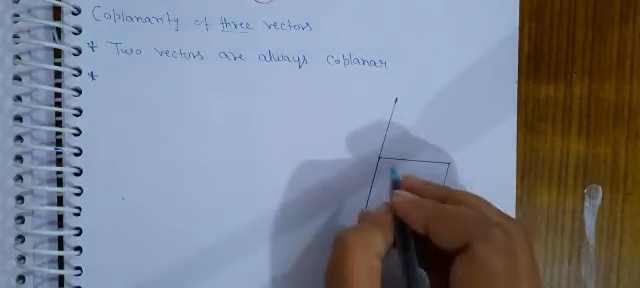 Coplanarity of three vectors
* Two vectors are always coplanar
*